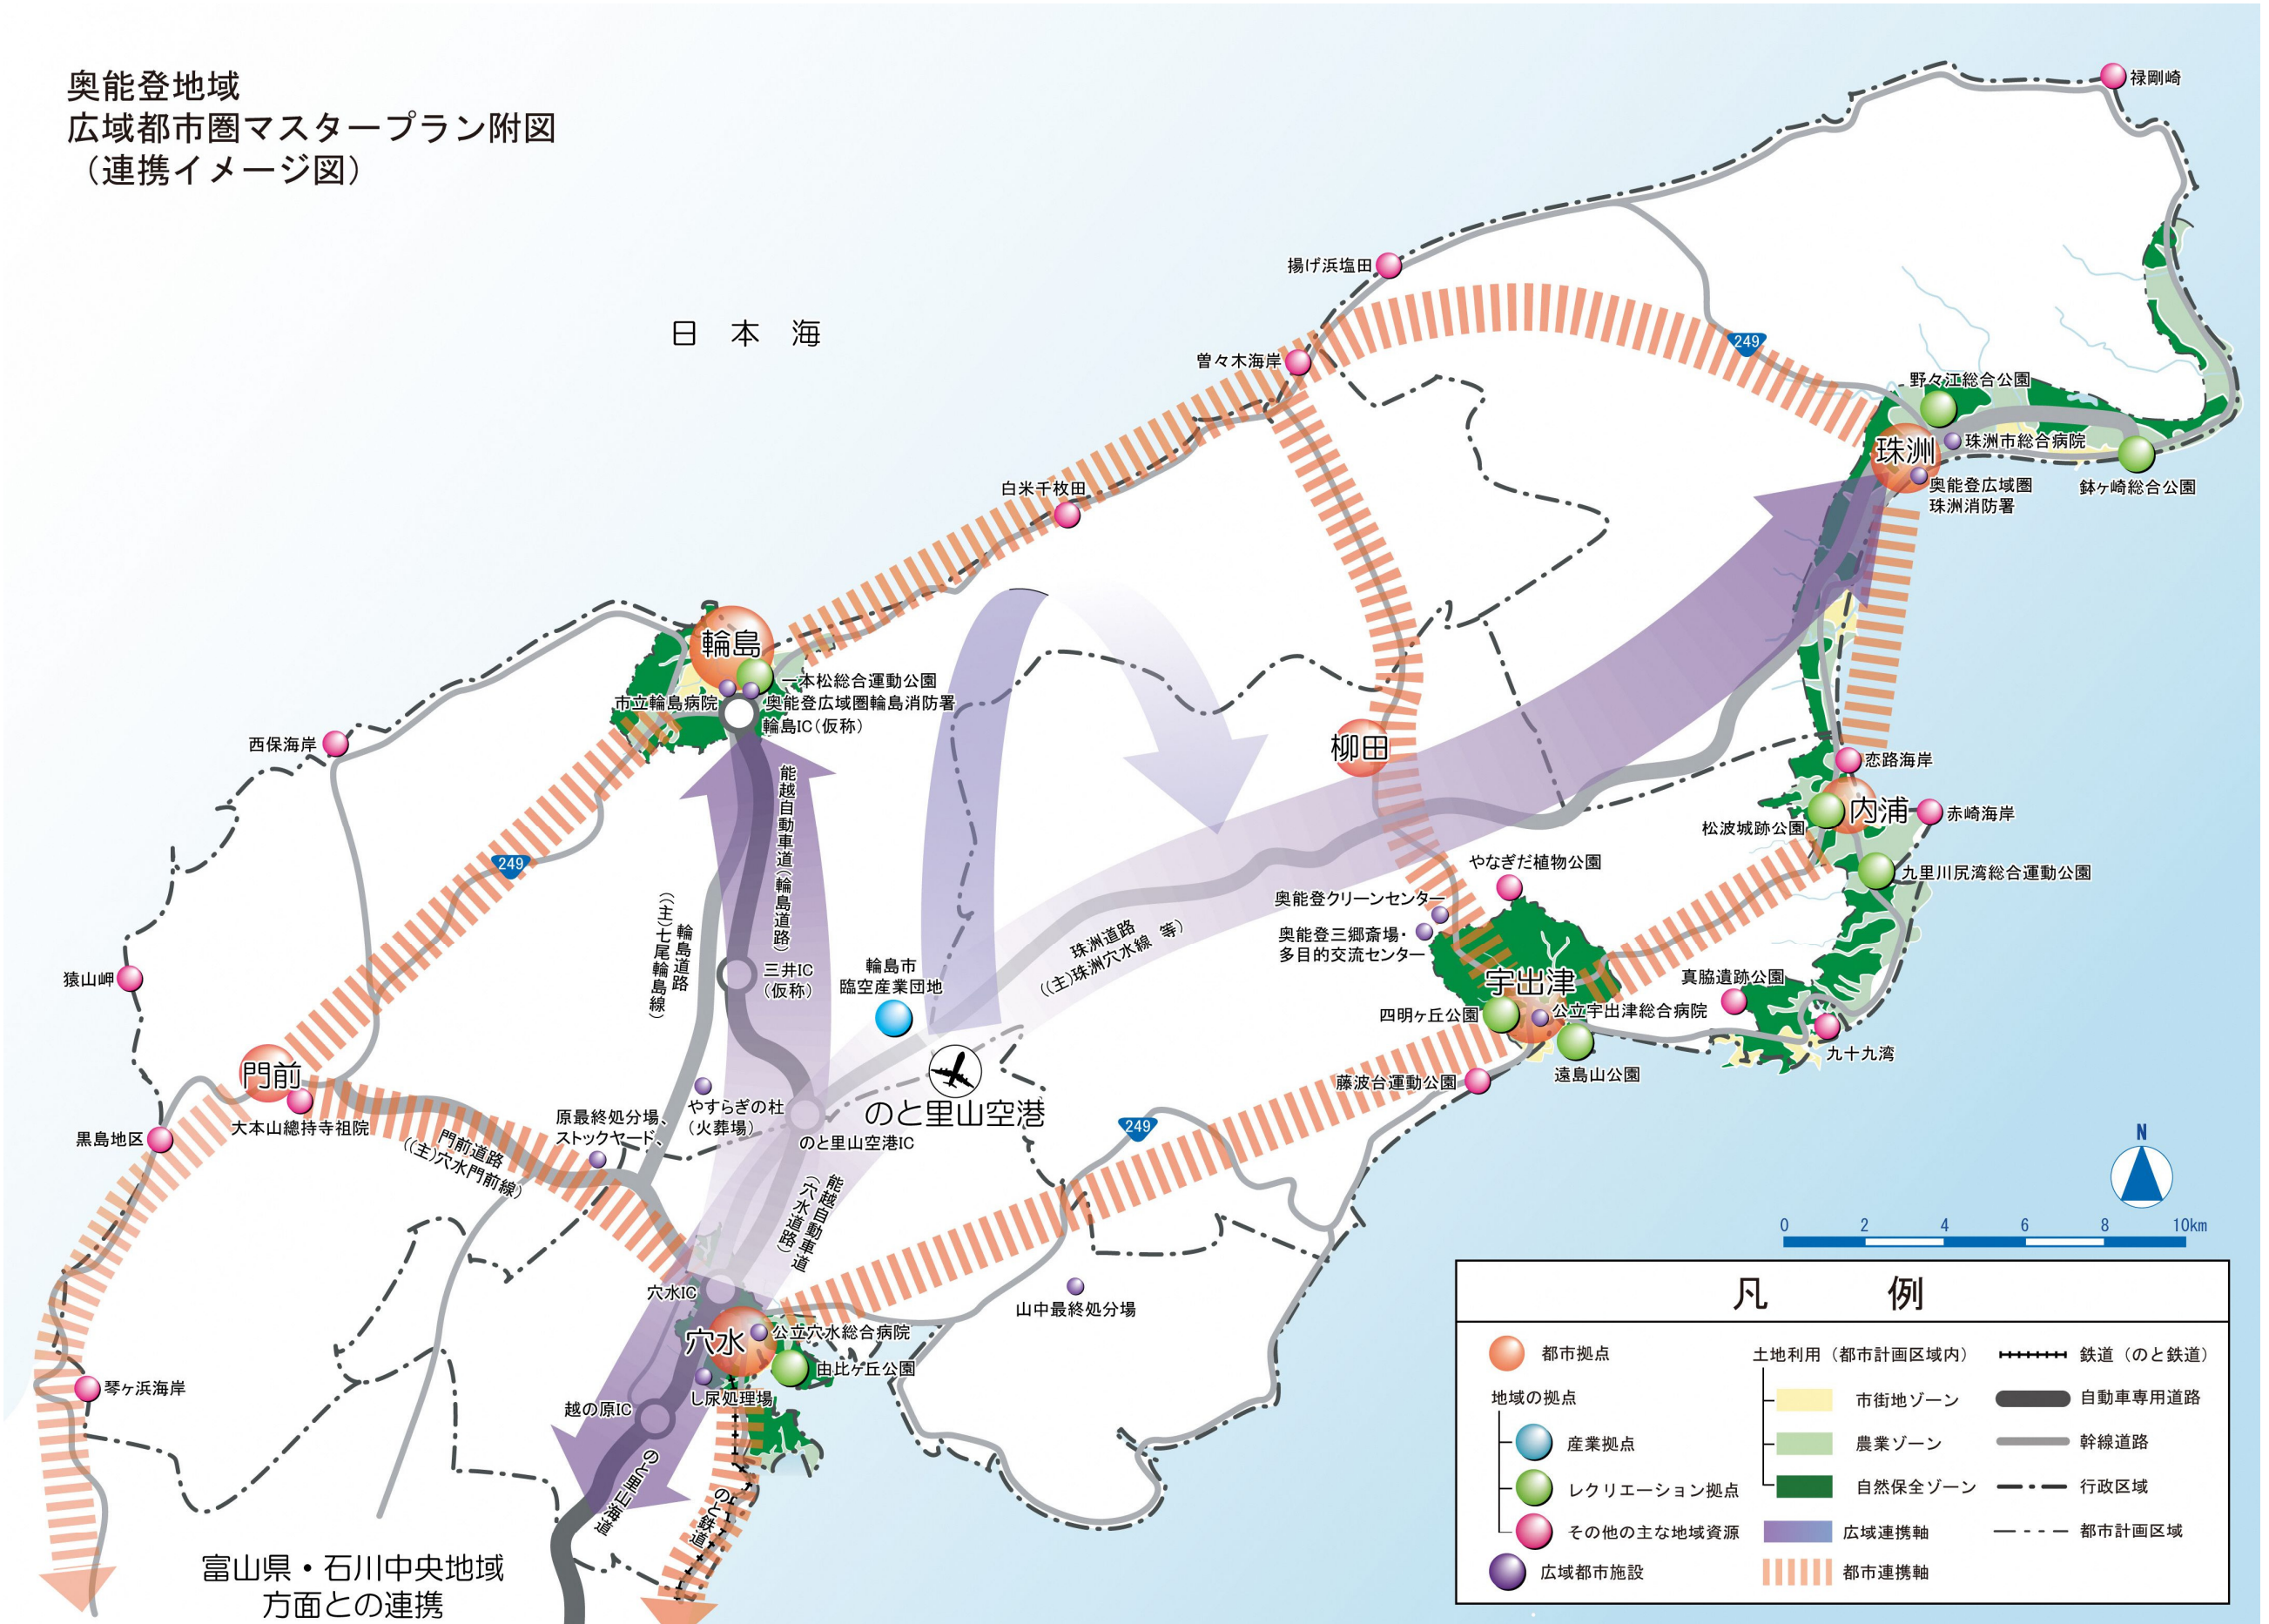 奥能登地域
広域都市圏マスタープラン附図
（連携イメージ図）
日本海
禄剛崎
揚げ浜塩田
曽々木海岸
249
野々江総合公園
珠洲
珠洲市総合病院
奥能登広域圏
珠洲消防署
鉢ヶ崎総合公園
白米千枚田
輪島
一本松総合運動公園
市立輪島病院
奥能登広域圏輪島消防署
輪島IC（仮称）
西保海岸
柳田
恋路海岸
内浦
赤崎海岸
松波城跡公園
九里川尻湾総合運動公園
249
能越自動車道（輪島道路）
輪島道路
（（主）七尾輪島線）
三井IC
（仮称）
輪島市
臨空産業団地
珠洲道路
（（主）珠洲穴水線 等）
やなぎだ植物公園
奥能登クリーンセンター
奥能登三郷斎場・
多目的交流センター
宇出津
四明ヶ丘公園
公立宇出津総合病院
真脇遺跡公園
九十九湾
遠島山公園
藤波台運動公園
猿山岬
門前
大本山總持寺祖院
黒島地区
門前道路
（（主）穴水門前線）
原最終処分場、
ストックヤード、
やすらぎの杜
（火葬場）
のと里山空港
のと里山空港IC
249
能越自動車道
（穴水道路）
穴水IC
穴水
公立穴水総合病院
由比ヶ丘公園
し尿処理場
越の原IC
山中最終処分場
琴ヶ浜海岸
のと里山海道
のと鉄道
富山県・石川中央地域
方面との連携
N
0 2 4 6 8 10km
凡例
都市拠点
地域の拠点
産業拠点
レクリエーション拠点
その他の主な地域資源
広域都市施設
土地利用（都市計画区域内）
市街地ゾーン
農業ゾーン
自然保全ゾーン
広域連携軸
都市連携軸
鉄道（のと鉄道）
自動車専用道路
幹線道路
行政区域
都市計画区域